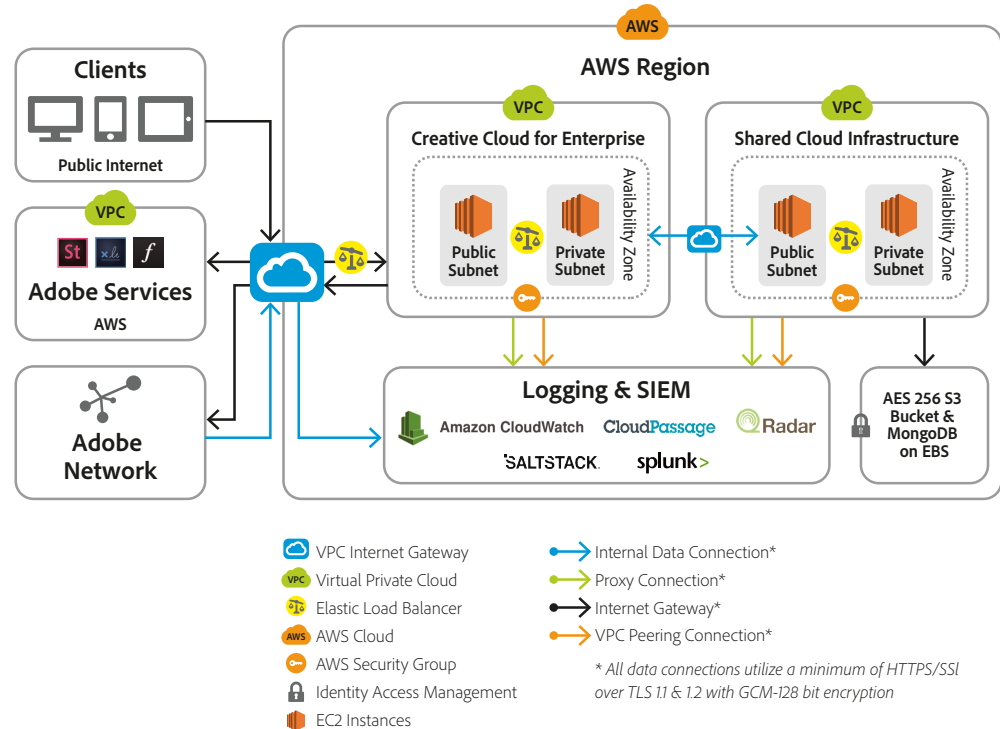 AWS
AWS Region
Clients
Public Internet
VPC
St
f
Adobe Services
AWS
Adobe
Network
VPC
Creative Cloud for Enterprise
Availability Zone
Public
Subnet
Private
Subnet
VPC
Shared Cloud Infrastructure
Availability Zone
Public
Subnet
Private
Subnet
Logging & SIEM
Amazon CloudWatch
CloudPassage
QRadar
SALTSTACK.
splunk>
AES 256 S3
Bucket &
MongoDB
on EBS
VPC Internet Gateway
VPC
Virtual Private Cloud
Elastic Load Balancer
AWS
AWS Cloud
AWS Security Group
Identity Access Management
EC2 Instances
Internal Data Connection*
Proxy Connection*
Internet Gateway*
VPC Peering Connection*
* All data connections utilize a minimum of HTTPS/SSl
over TLS 1.1 & 1.2 with GCM-128 bit encryption